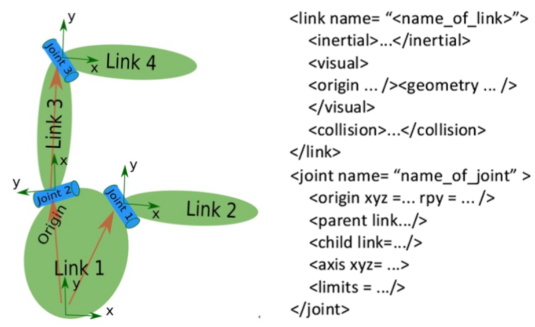 y
Joint 3
x
Link 4
Link 3
y
x
y
Joint 2
Joint 1
x
Link 2
Origin
Link 1
y
x
<link name= “<name_of_link>”>
<inertial>...</inertial>
<visual>
<origin ... /><geometry ... />
</visual>
<collision>...</collision>
</link>
<joint name= “name_of_joint” >
<origin xyz =... rpy = ... />
<parent link.../>
<child link=.../>
<axis xyz= ...>
<limits = .../>
</joint>